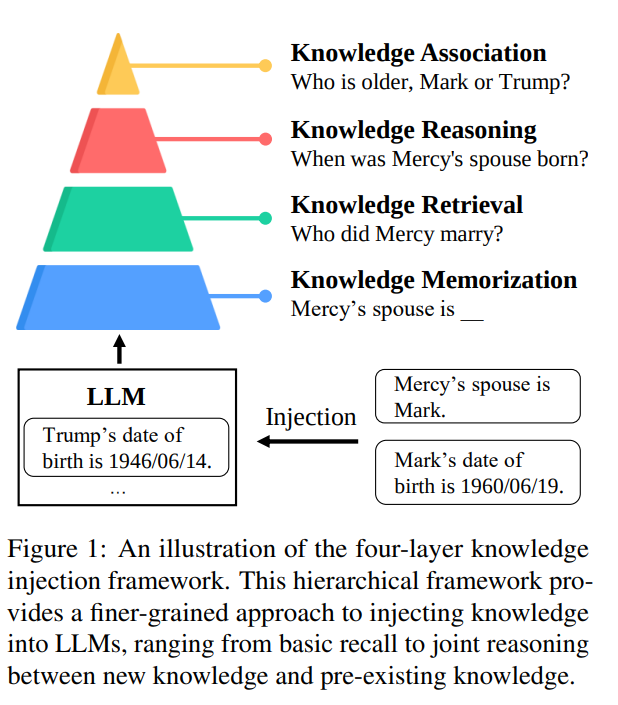 Knowledge Association
Who is older, Mark or Trump?
Knowledge Reasoning
When was Mercy's spouse born?
Knowledge Retrieval
Who did Mercy marry?
Knowledge Memorization
Mercy’s spouse is __
LLM
Trump’s date of
birth is 1946/06/14.
...
Injection
Mercy’s spouse is
Mark.
Mark’s date of
birth is 1960/06/19.
Figure 1: An illustration of the four-layer knowledge
injection framework. This hierarchical framework pro-
vides a finer-grained approach to injecting knowledge
into LLMs, ranging from basic recall to joint reasoning
between new knowledge and pre-existing knowledge.